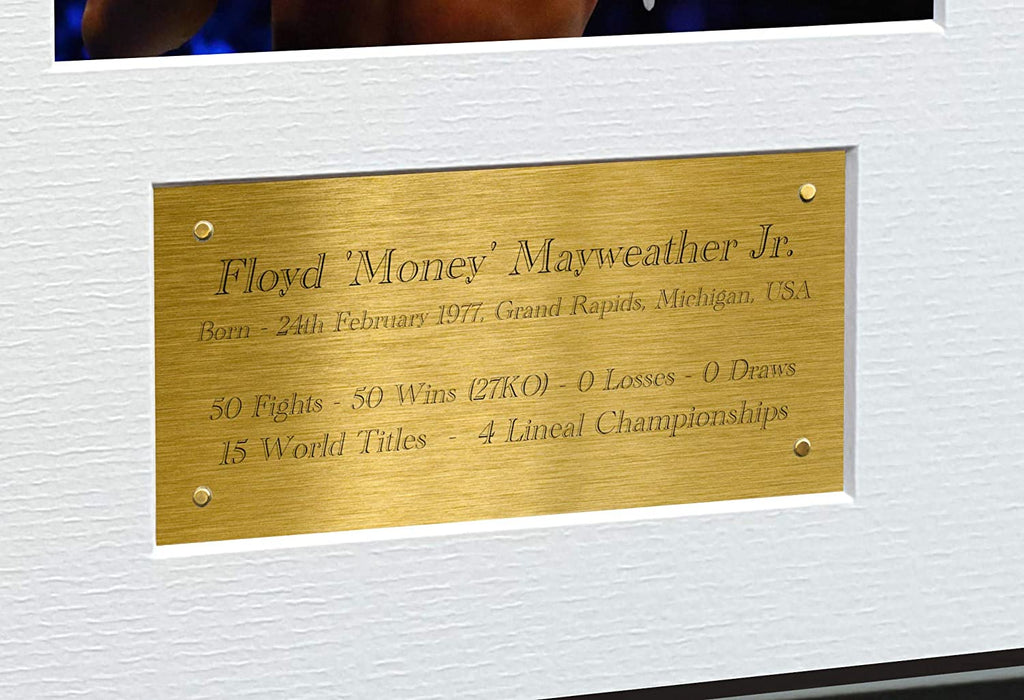 Floyd 'Money' Mayweather Jr.
Born - 24th February 1977, Grand Rapids, Michigan, USA
50 Fights - 50 Wins (27KO) - 0 Losses - 0 Draws
15 World Titles - 4 Lineal Championships